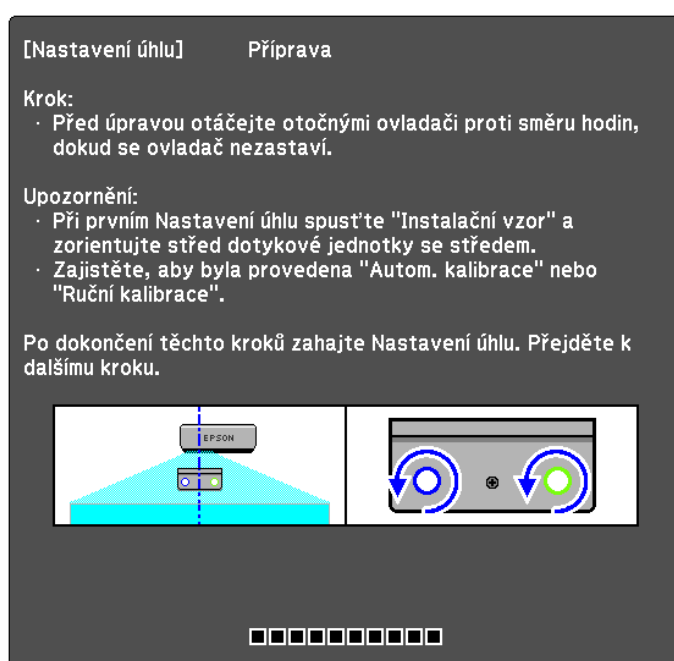 [Nastavení úhlu] Příprava
Krok:
· Před úpravou otáčejte otočnými ovladači proti směru hodin,
dokud se ovladač nezastaví.
Upozornění:
· Při prvním Nastavení úhlu spusťte "Instalační vzor" a
zorientujte střed dotykové jednotky se středem.
· Zajistěte, aby byla provedena "Autom. kalibrace" nebo
"Ruční kalibrace".
Po dokončení těchto kroků zahajte Nastavení úhlu. Přejděte k
dalšímu kroku.
EPSON